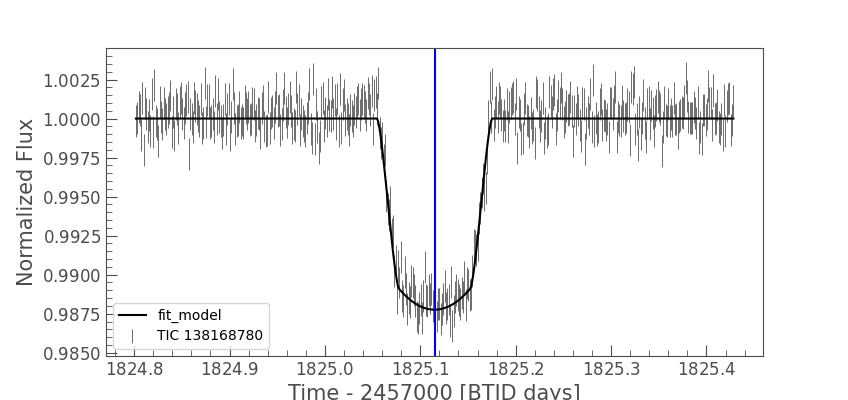 1.0025
1.0000
0.9975
0.9950
0.9925
0.9900
0.9875
0.9850
Normalized Flux
fit_model
TIC 138168780
1824.8 1824.9 1825.0 1825.1 1825.2 1825.3 1825.4
Time - 2457000 [BTJD days]